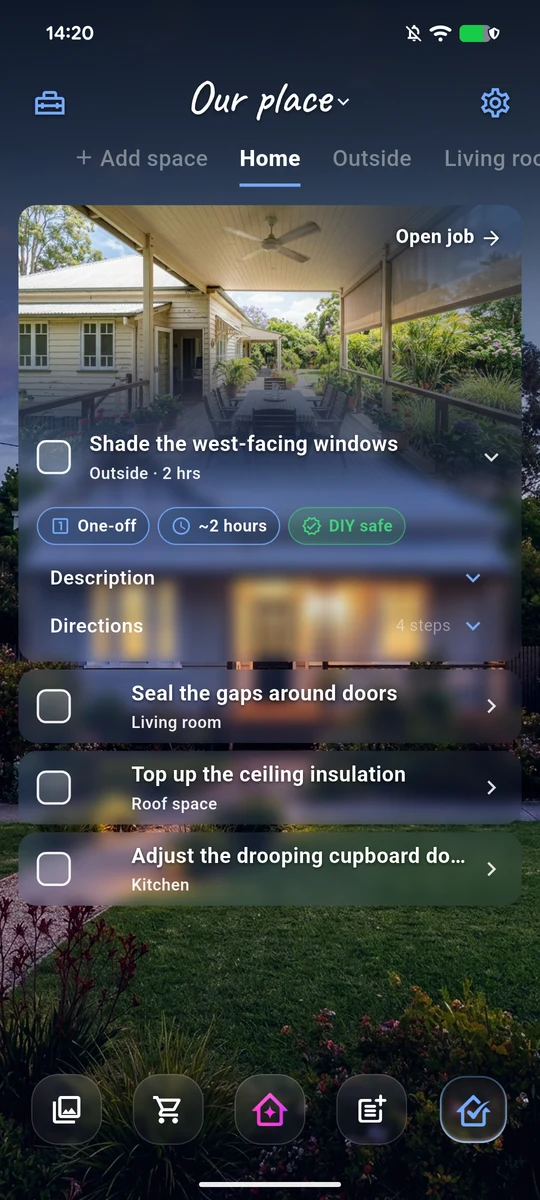 14:20
Our place
+ Add space Home Outside Living roo
Open job →
Shade the west-facing windows
Outside · 2 hrs
1 One-off ~2 hours DIY safe
Description
Directions 4 steps
Seal the gaps around doors
Living room
Top up the ceiling insulation
Roof space
Adjust the drooping cupboard do...
Kitchen